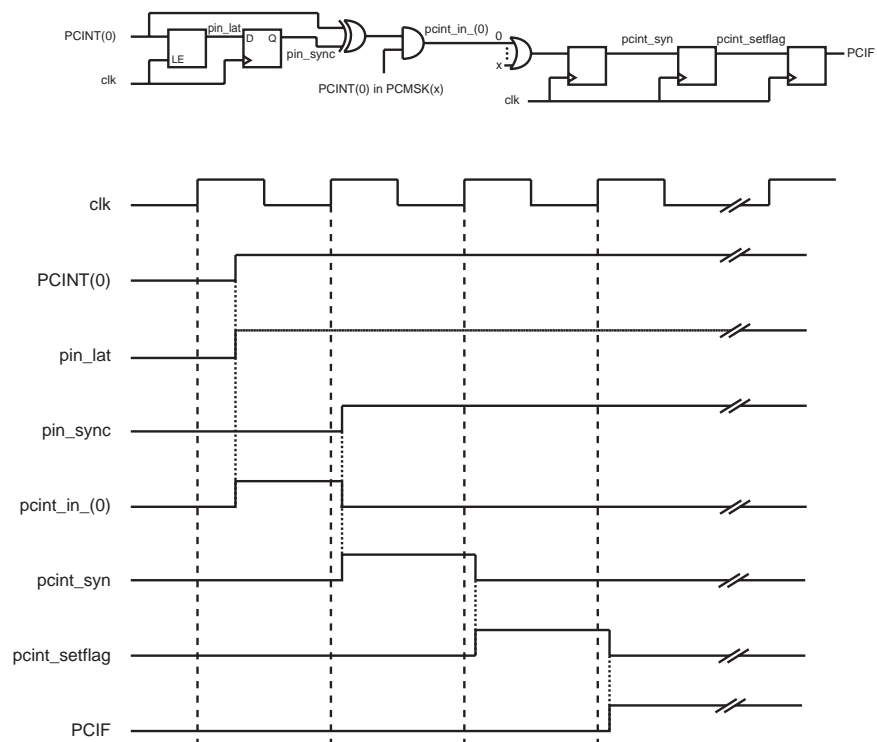 PCINT(0)
pin_lat
D
Q
LE
pin_sync
clk
pcint_in_(0)
0
x
PCINT(0) in PCMSK(x)
pcint_syn
pcint_setflag
PCIF
clk
clk
PCINT(0)
pin_lat
pin_sync
pcint_in_(0)
pcint_syn
pcint_setflag
PCIF